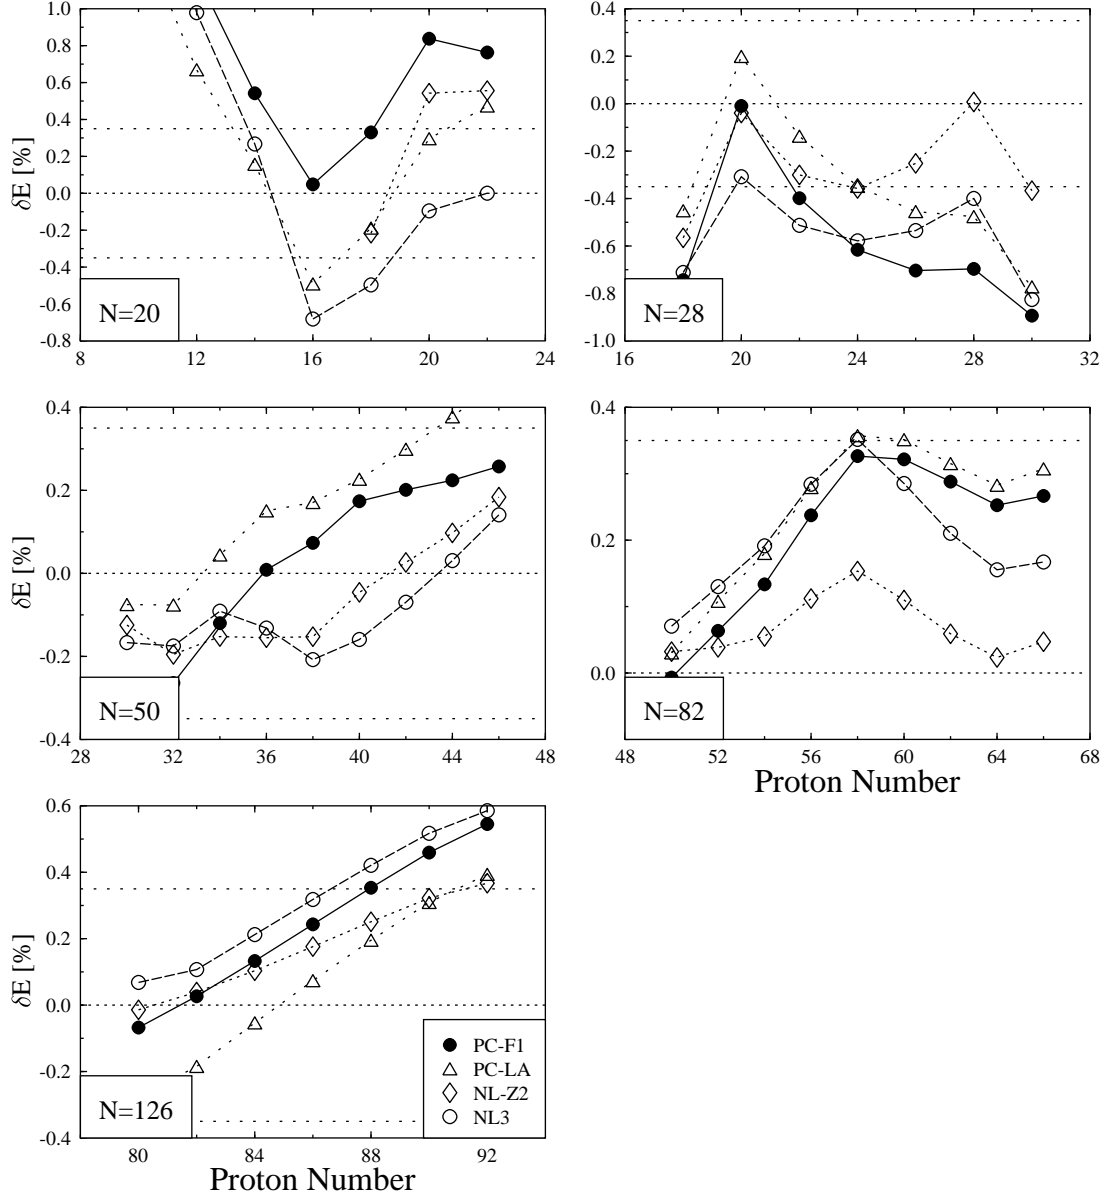 δE [%]
1.0
0.8
0.6
0.4
0.2
0.0
-0.2
-0.4
-0.6
-0.8
N=20
8 12 16 20 24
0.4
0.2
0.0
-0.2
-0.4
-0.6
-0.8
-1.0
N=28
16 20 24 28 32
δE [%]
0.4
0.2
0.0
-0.2
-0.4
N=50
28 32 36 40 44 48
0.4
0.2
0.0
N=82
48 52 56 60 64 68
Proton Number
δE [%]
0.6
0.4
0.2
0.0
-0.2
-0.4
N=126
PC-F1
PC-LA
NL-Z2
NL3
80 84 88 92
Proton Number